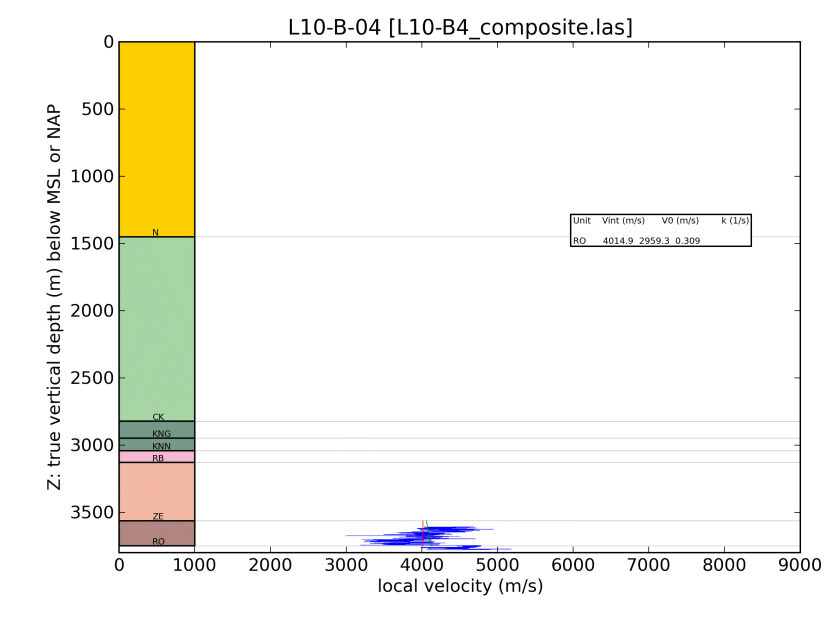 L10-B-04 [L10-B4_composite.las]
0
500
1000
1500
2000
2500
3000
3500
Z: true vertical depth (m) below MSL or NAP
N
CK
KNG
KNN
RB
ZE
RO
Unit Vint (m/s) V0 (m/s) k (1/s)
RO 4014.9 2959.3 0.309
0 1000 2000 3000 4000 5000 6000 7000 8000 9000
local velocity (m/s)